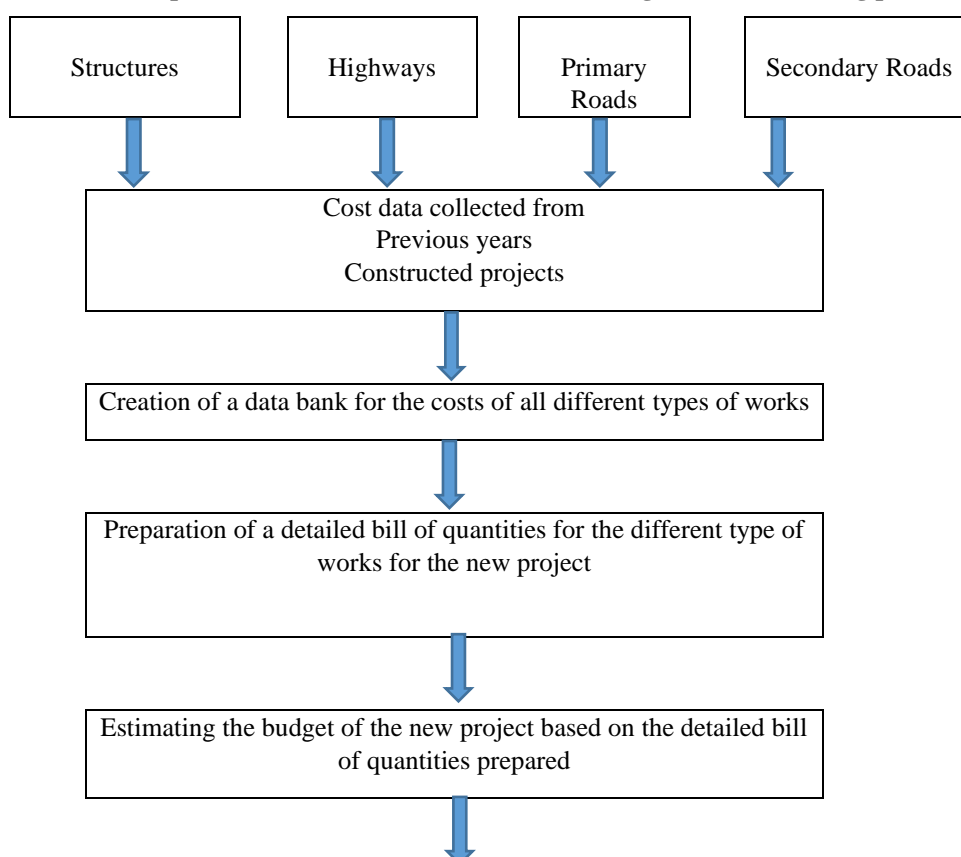 Structures
Highways
Primary
Roads
Secondary Roads
Cost data collected from
Previous years
Constructed projects
Creation of a data bank for the costs of all different types of works
Preparation of a detailed bill of quantities for the different type of
works for the new project
Estimating the budget of the new project based on the detailed bill
of quantities prepared